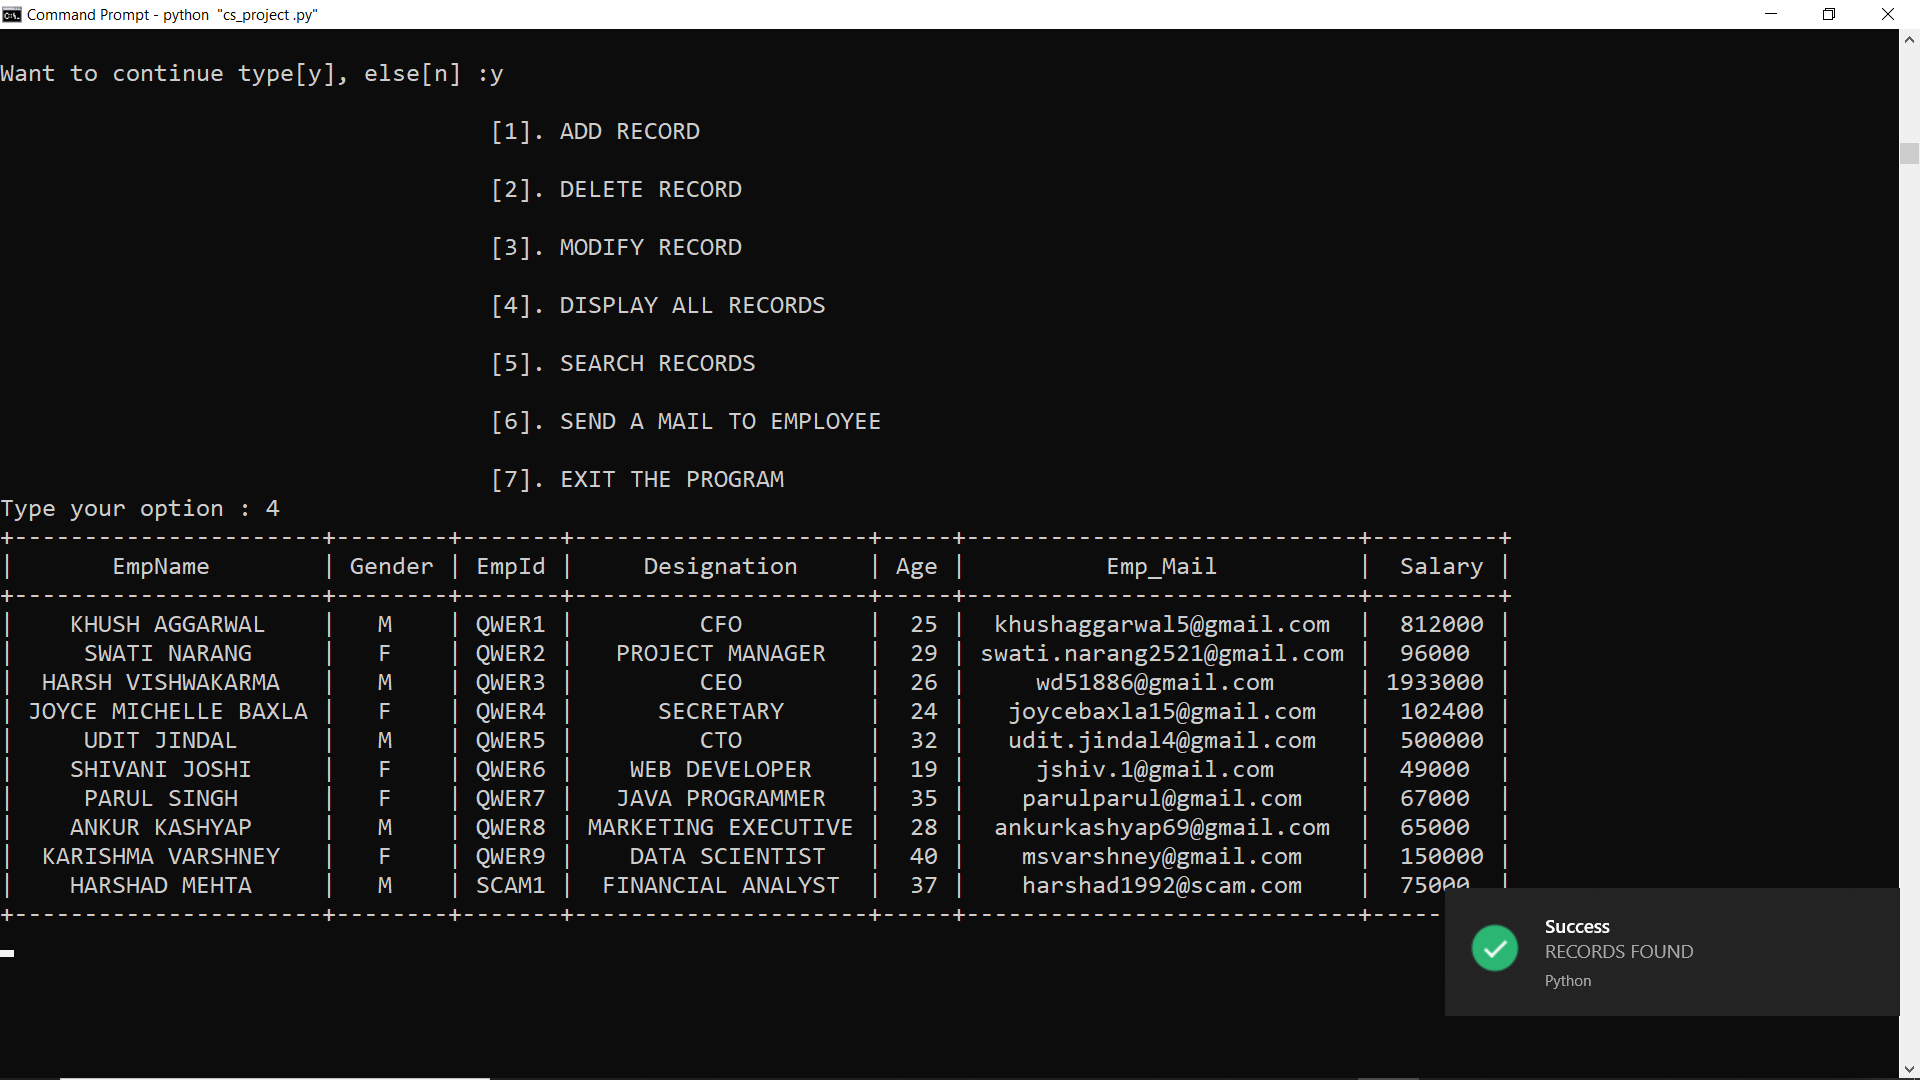 Command Prompt - python  "cs_project .py"
Want to continue type[y], else[n] :y
[1]. ADD RECORD
[2]. DELETE RECORD
[3]. MODIFY RECORD
[4]. DISPLAY ALL RECORDS
[5]. SEARCH RECORDS
[6]. SEND A MAIL TO EMPLOYEE
[7]. EXIT THE PROGRAM
Type your option : 4
+----------------------+--------+-------+---------------------+-----+----------------------------+---------+
|       EmpName        | Gender | EmpId |     Designation     | Age |          Emp_Mail          |  Salary |
+----------------------+--------+-------+---------------------+-----+----------------------------+---------+
|    KHUSH AGGARWAL    |   M    | QWER1 |         CFO         |  25 |  khushaggarwal5@gmail.com  |  812000 |
|     SWATI NARANG     |   F    | QWER2 |   PROJECT MANAGER   |  29 | swati.narang2521@gmail.com |  96000  |
|  HARSH VISHWAKARMA   |   M    | QWER3 |         CEO         |  26 |     wd51886@gmail.com      | 1933000 |
| JOYCE MICHELLE BAXLA |   F    | QWER4 |      SECRETARY      |  24 |   joycebaxla15@gmail.com   |  102400 |
|     UDIT JINDAL      |   M    | QWER5 |         CTO         |  32 |   udit.jindal4@gmail.com   |  500000 |
|    SHIVANI JOSHI     |   F    | QWER6 |    WEB DEVELOPER    |  19 |     jshiv.1@gmail.com      |  49000  |
|     PARUL SINGH      |   F    | QWER7 |   JAVA PROGRAMMER   |  35 |    parulparul@gmail.com    |  67000  |
|    ANKUR KASHYAP     |   M    | QWER8 | MARKETING EXECUTIVE |  28 |  ankurkashyap69@gmail.com  |  65000  |
|  KARISHMA VARSHNEY   |   F    | QWER9 |    DATA SCIENTIST   |  40 |    msvarshney@gmail.com    |  150000 |
|    HARSHAD MEHTA     |   M    | SCAM1 |  FINANCIAL ANALYST  |  37 |    harshad1992@scam.com    |  75000  |
+----------------------+--------+-------+---------------------+-----+----------------------------+-----
Success
RECORDS FOUND
Python